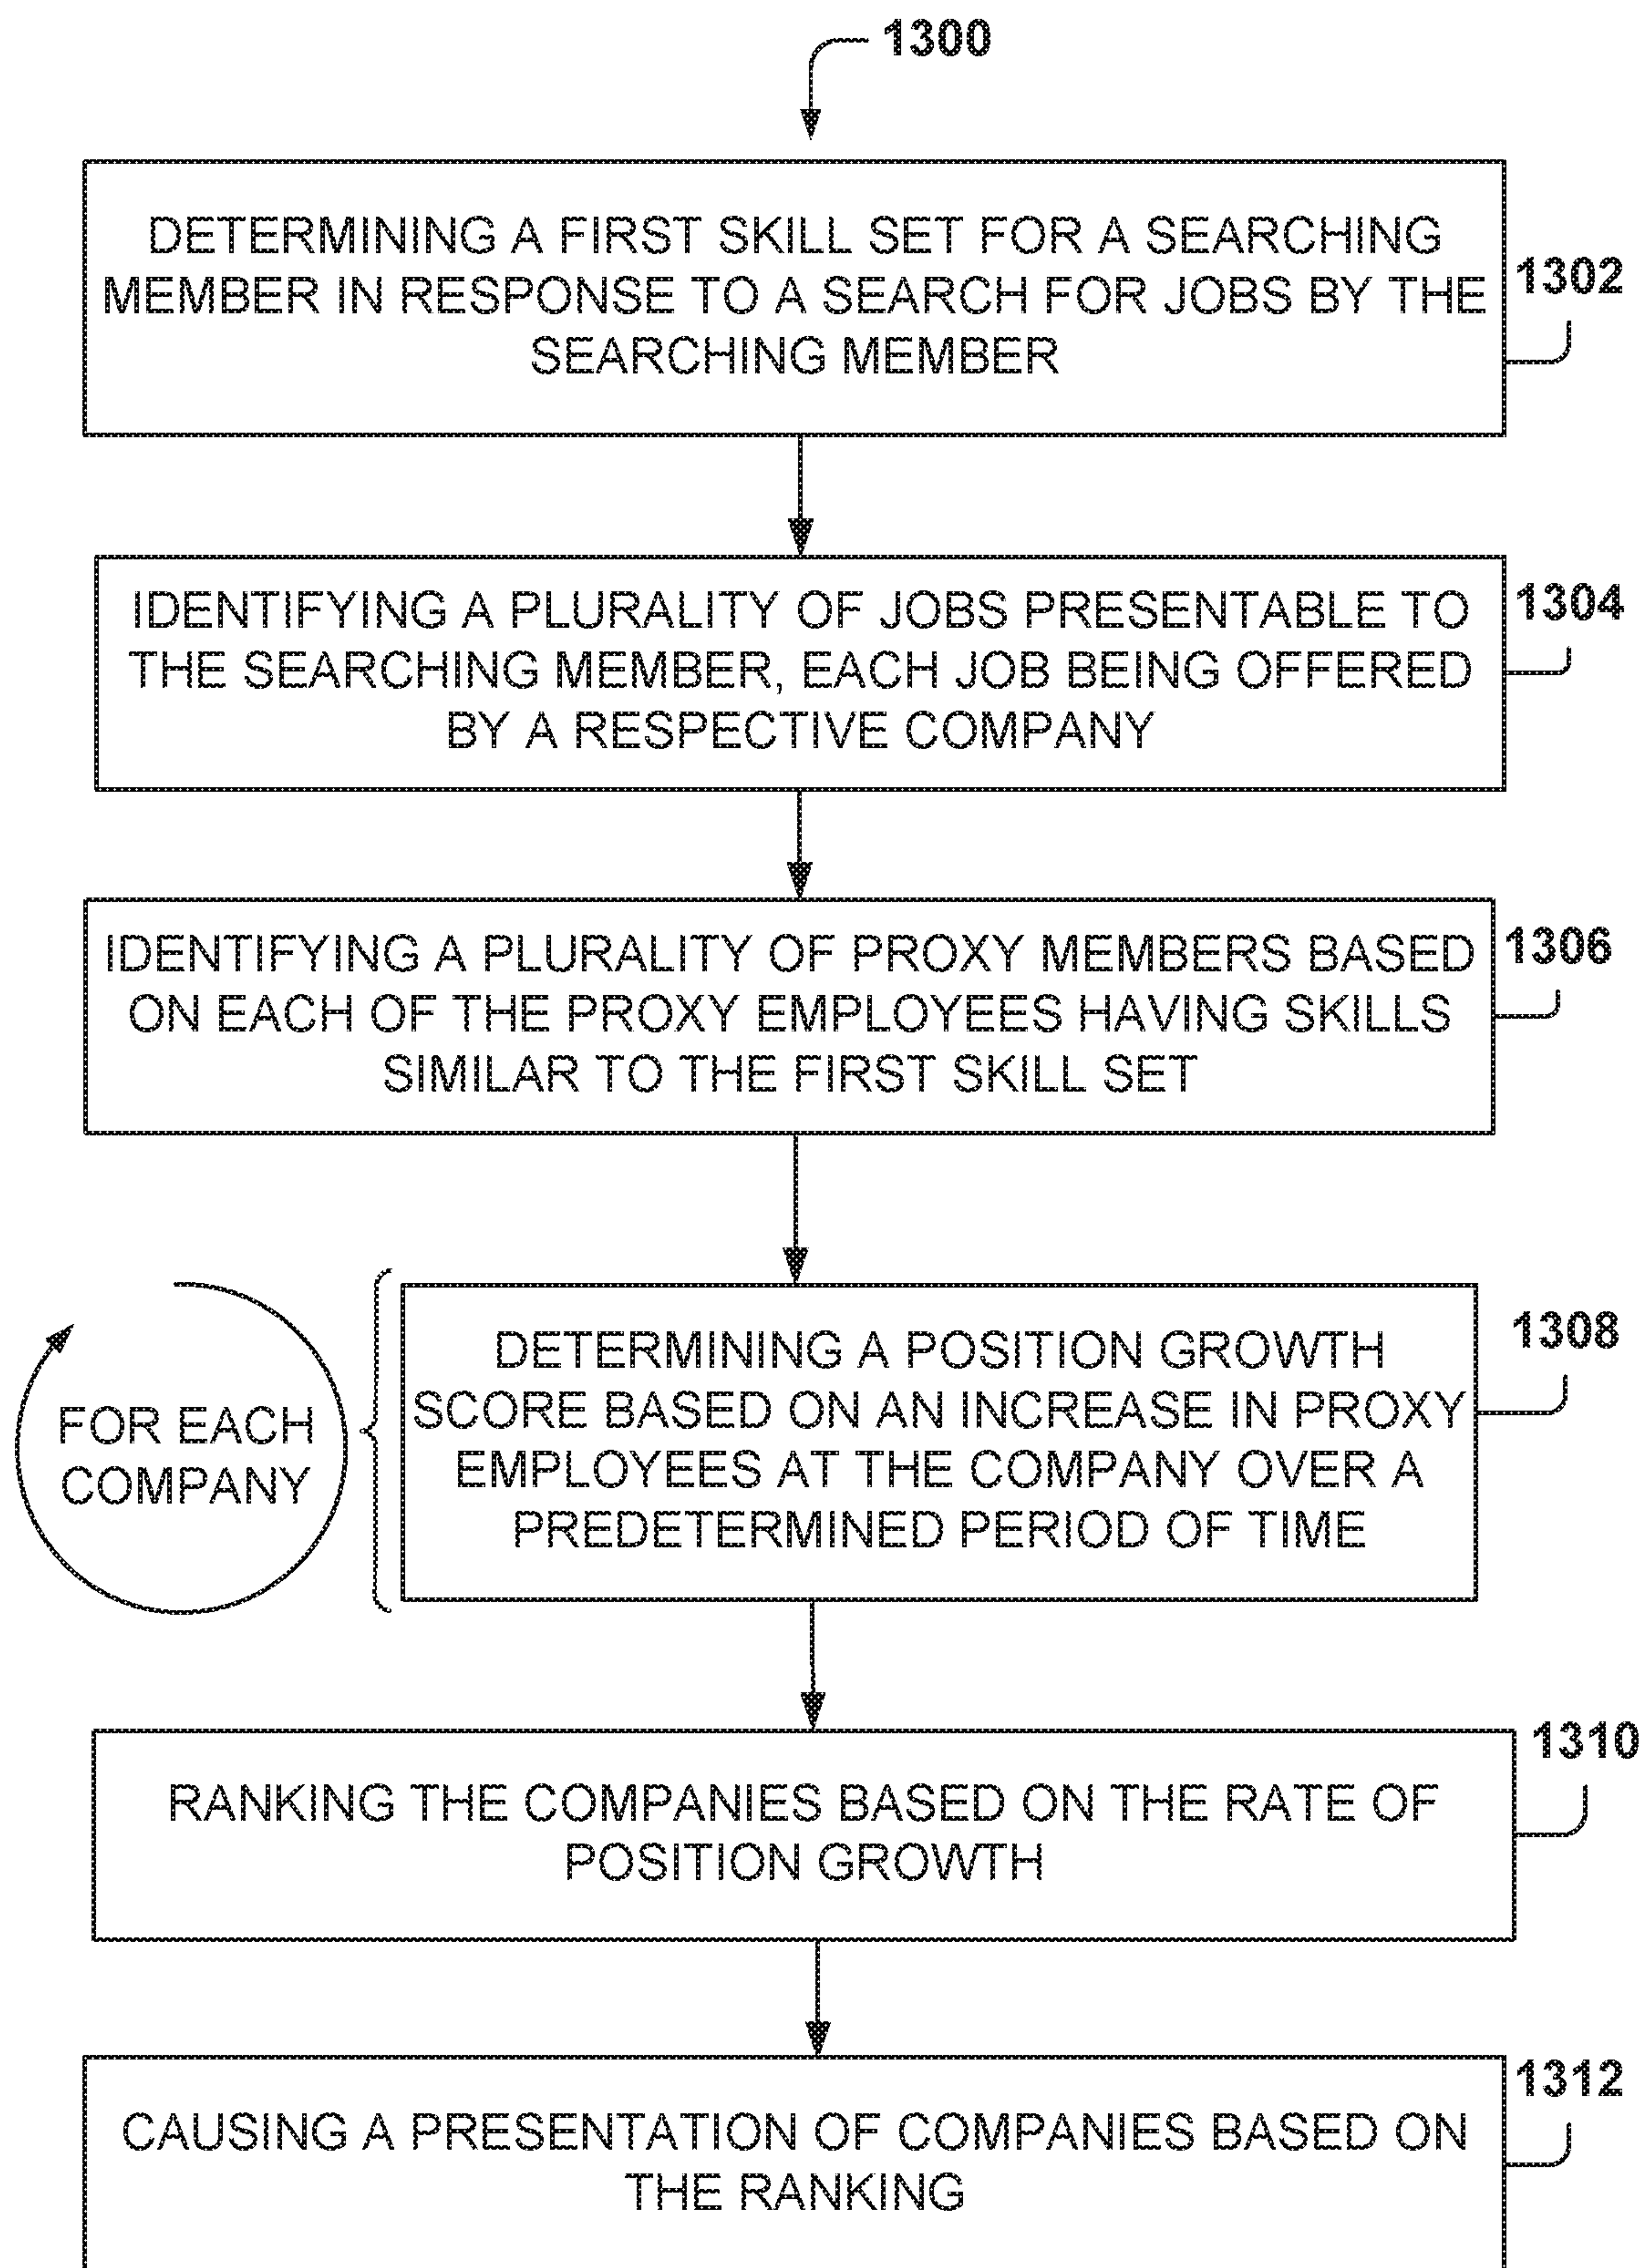 1300
DETERMINING A FIRST SKILL SET FOR A SEARCHING
MEMBER IN RESPONSE TO A SEARCH FOR JOBS BY THE
SEARCHING MEMBER
1302
IDENTIFYING A PLURALITY OF JOBS PRESENTABLE TO
THE SEARCHING MEMBER, EACH JOB BEING OFFERED
BY A RESPECTIVE COMPANY
1304
IDENTIFYING A PLURALITY OF PROXY MEMBERS BASED
ON EACH OF THE PROXY EMPLOYEES HAVING SKILLS
SIMILAR TO THE FIRST SKILL SET
1306
FOR EACH
COMPANY
DETERMINING A POSITION GROWTH
SCORE BASED ON AN INCREASE IN PROXY
EMPLOYEES AT THE COMPANY OVER A
PREDETERMINED PERIOD OF TIME
1308
RANKING THE COMPANIES BASED ON THE RATE OF
POSITION GROWTH
1310
CAUSING A PRESENTATION OF COMPANIES BASED ON
THE RANKING
1312